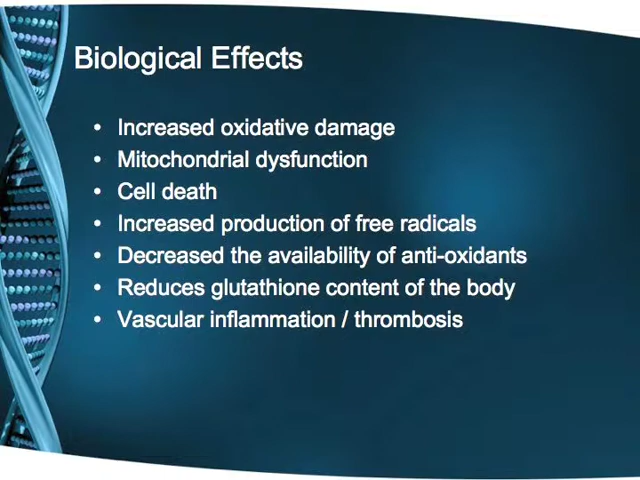 Biological Effects
• Increased oxidative damage
• Mitochondrial dysfunction
• Cell death
• Increased production of free radicals
• Decreased the availability of anti-oxidants
• Reduces glutathione content of the body
• Vascular inflammation / thrombosis